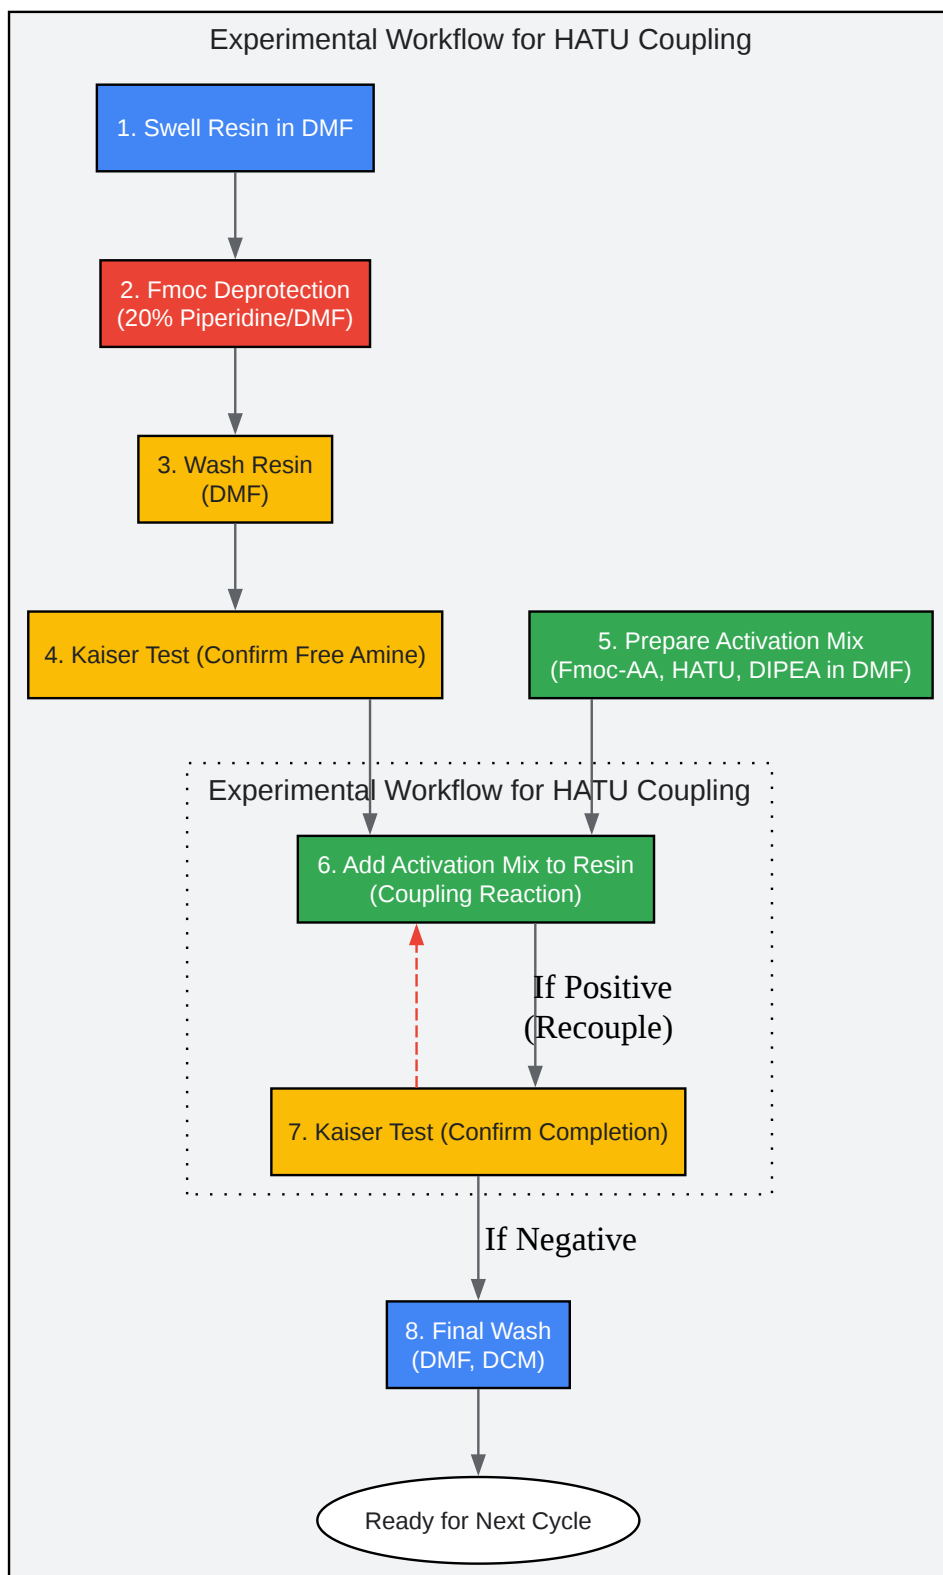 Experimental Workflow for HATU Coupling
1. Swell Resin in DMF
2. Fmoc Deprotection
(20% Piperidine/DMF)
3. Wash Resin
(DMF)
4. Kaiser Test (Confirm Free Amine)
5. Prepare Activation Mix
(Fmoc-AA, HATU, DIPEA in DMF)
Experimental Workflow for HATU Coupling
6. Add Activation Mix to Resin
(Coupling Reaction)
If Positive
(Recouple)
7. Kaiser Test (Confirm Completion)
If Negative
8. Final Wash
(DMF, DCM)
Ready for Next Cycle